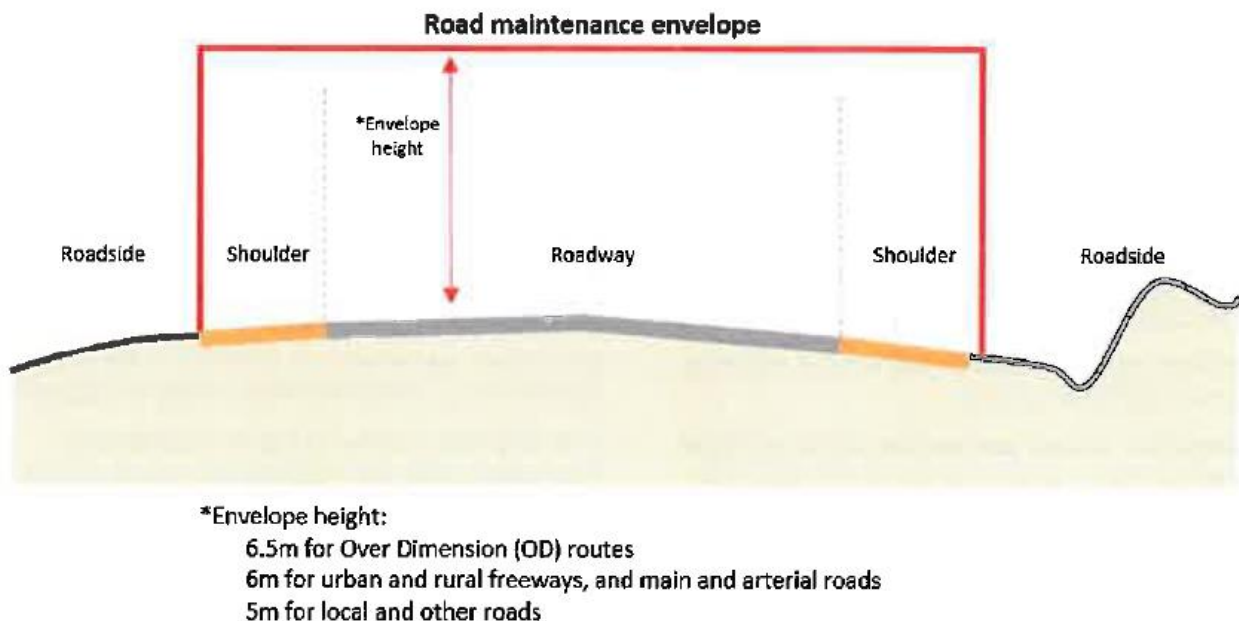 Road maintenance envelope
*Envelope
height
Roadside
Shoulder
Roadway
Shoulder
Roadside
*Envelope height:
6.5m for Over Dimension (OD) routes
6m for urban and rural freeways, and main and arterial roads
5m for local and other roads